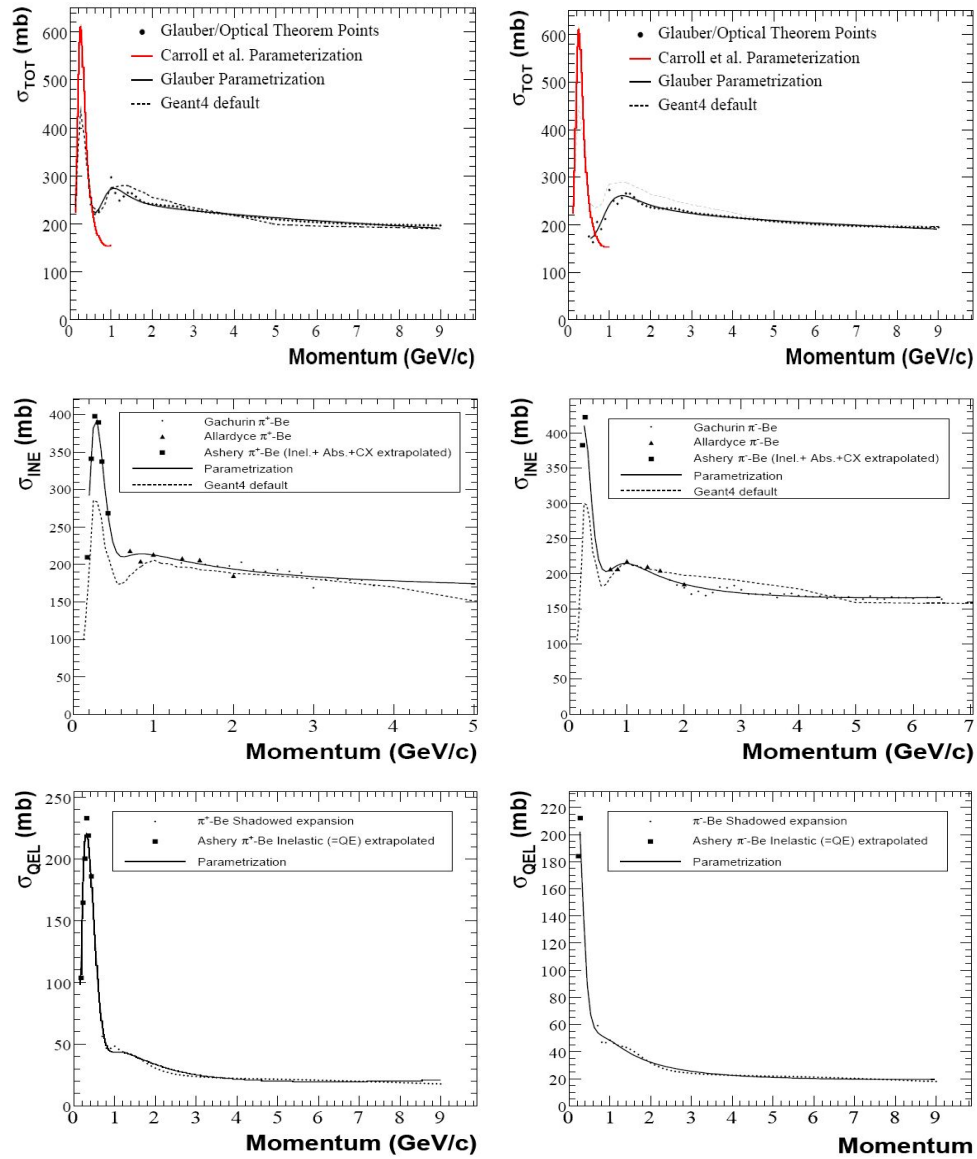 σTOT (mb)
600
500
400
300
200
100
0
0 1 2 3 4 5 6 7 8 9
Momentum (GeV/c)
Glauber/Optical Theorem Points
Carroll et al. Parameterization
Glauber Parametrization
Geant4 default
σTOT (mb)
600
500
400
300
200
100
0
0 1 2 3 4 5 6 7 8 9
Momentum (GeV/c)
Glauber/Optical Theorem Points
Carroll et al. Parameterization
Glauber Parametrization
Geant4 default
σINE (mb)
400
350
300
250
200
150
100
50
0
0 1 2 3 4 5
Momentum (GeV/c)
Gachurin π+-Be
Allardyce π+-Be
Ashery π+-Be (Inel.+ Abs.+CX extrapolated)
Parametrization
Geant4 default
σINE (mb)
400
350
300
250
200
150
100
50
0
0 1 2 3 4 5 6 7
Momentum (GeV/c)
Gachurin π--Be
Allardyce π--Be
Ashery π--Be (Inel.+ Abs.+CX extrapolated)
Parametrization
Geant4 default
σQEL (mb)
250
200
150
100
50
0
0 1 2 3 4 5 6 7 8 9
Momentum (GeV/c)
π+-Be Shadowed expansion
Ashery π+-Be Inelastic (=QE) extrapolated
Parametrization
σQEL (mb)
220
200
180
160
140
120
100
80
60
40
20
0
0 1 2 3 4 5 6 7 8 9
Momentum
π--Be Shadowed expansion
Ashery π--Be Inelastic (=QE) extrapolated
Parametrization